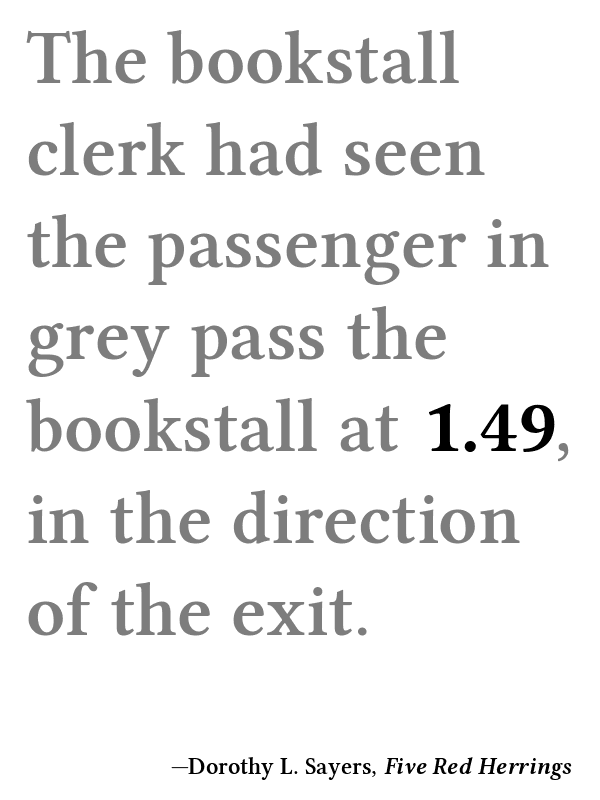 The bookstall
clerk had seen
the passenger in
grey pass the
bookstall at 1.49,
in the direction
of the exit.
—Dorothy L. Sayers, Five Red Herrings